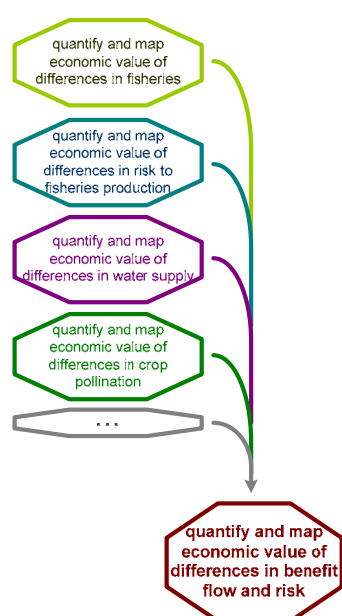 quantify and map
economic value of
differences in fisheries
quantify and map
economic value of
differences in risk to
fisheries production
quantify and map
economic value of
differences in water supply
quantify and map
economic value of
differences in crop
pollination
...
quantify and map
economic value of
differences in benefit
flow and risk